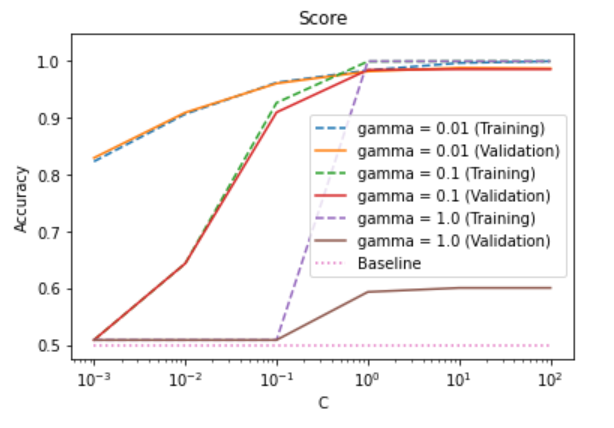 Score
Accuracy
1.0
0.9
0.8
0.7
0.6
0.5
gamma = 0.01 (Training)
gamma = 0.01 (Validation)
gamma = 0.1 (Training)
gamma = 0.1 (Validation)
gamma = 1.0 (Training)
gamma = 1.0 (Validation)
Baseline
10⁻³ 10⁻² 10⁻¹ 10⁰ 10¹ 10²
C